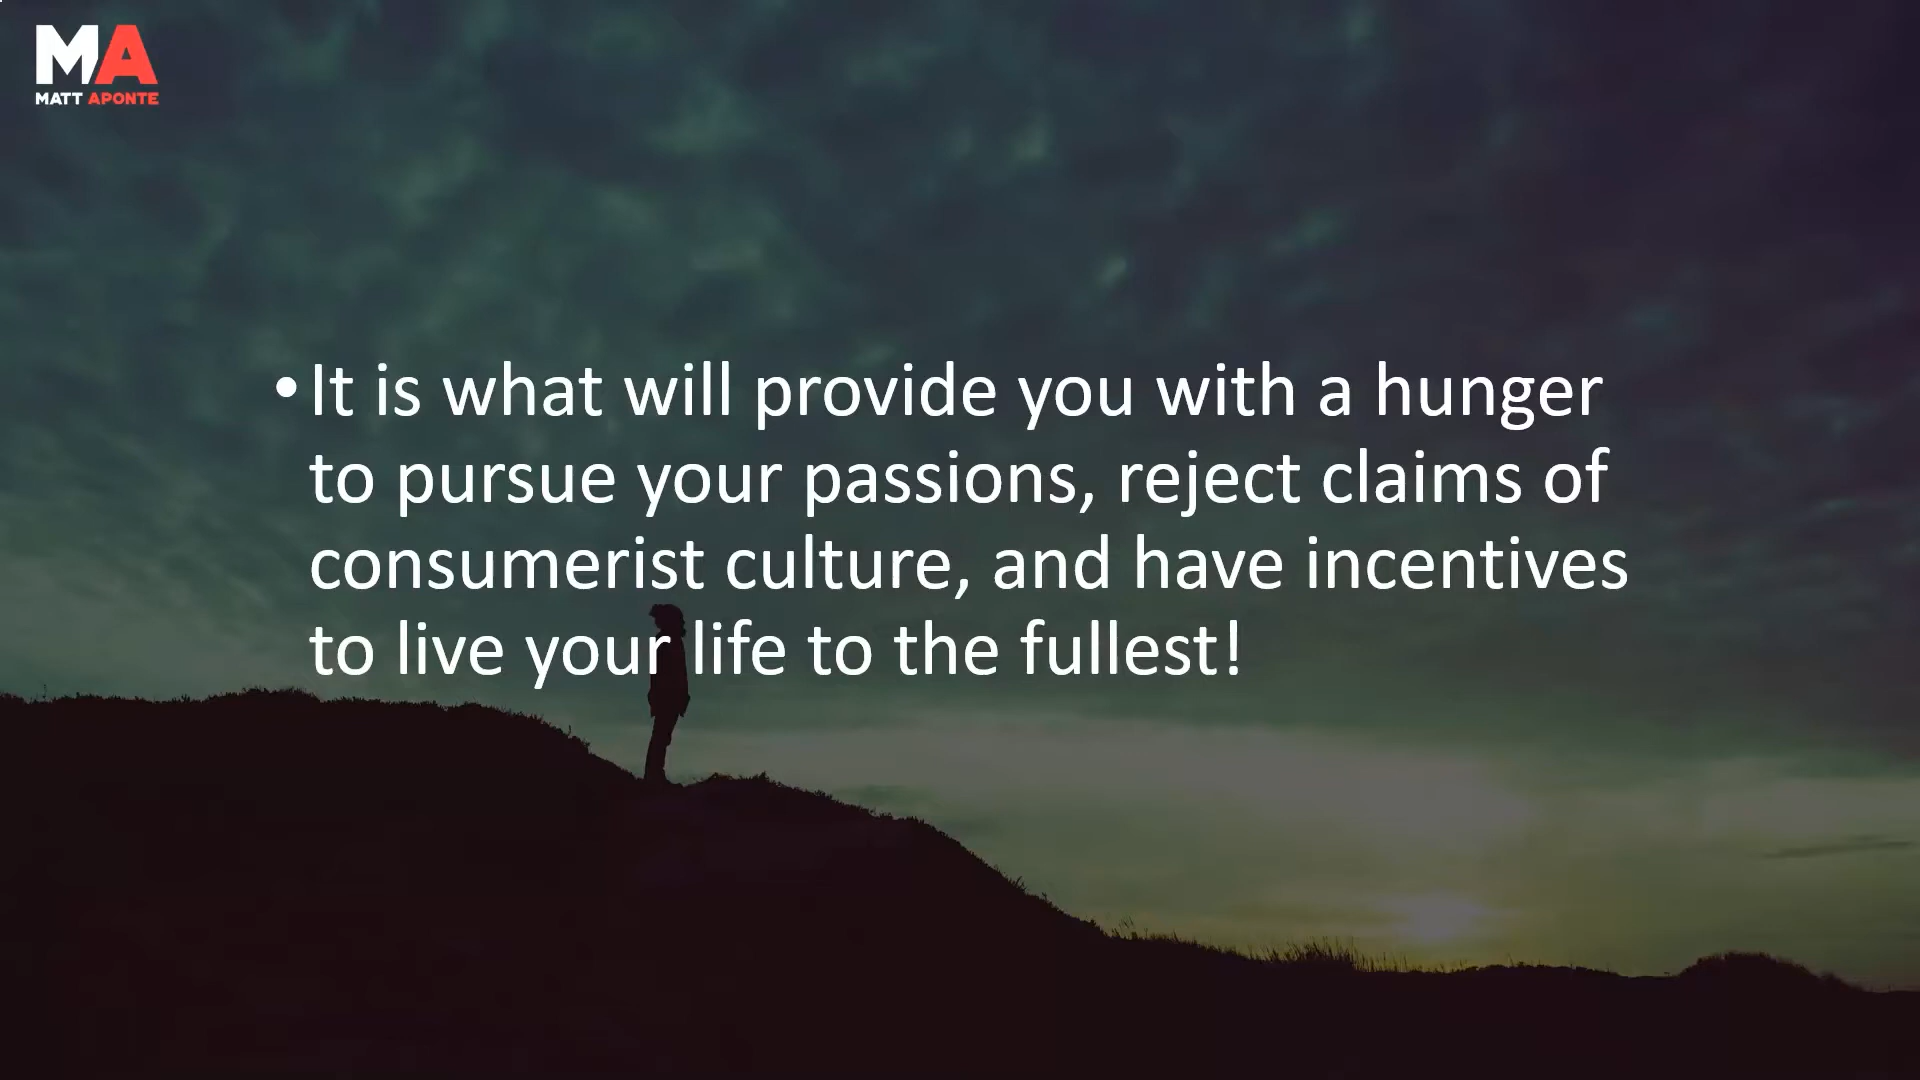 MA
MATT APONTE
•It is what will provide you with a hunger
to pursue your passions, reject claims of
consumerist culture, and have incentives
to live your life to the fullest!